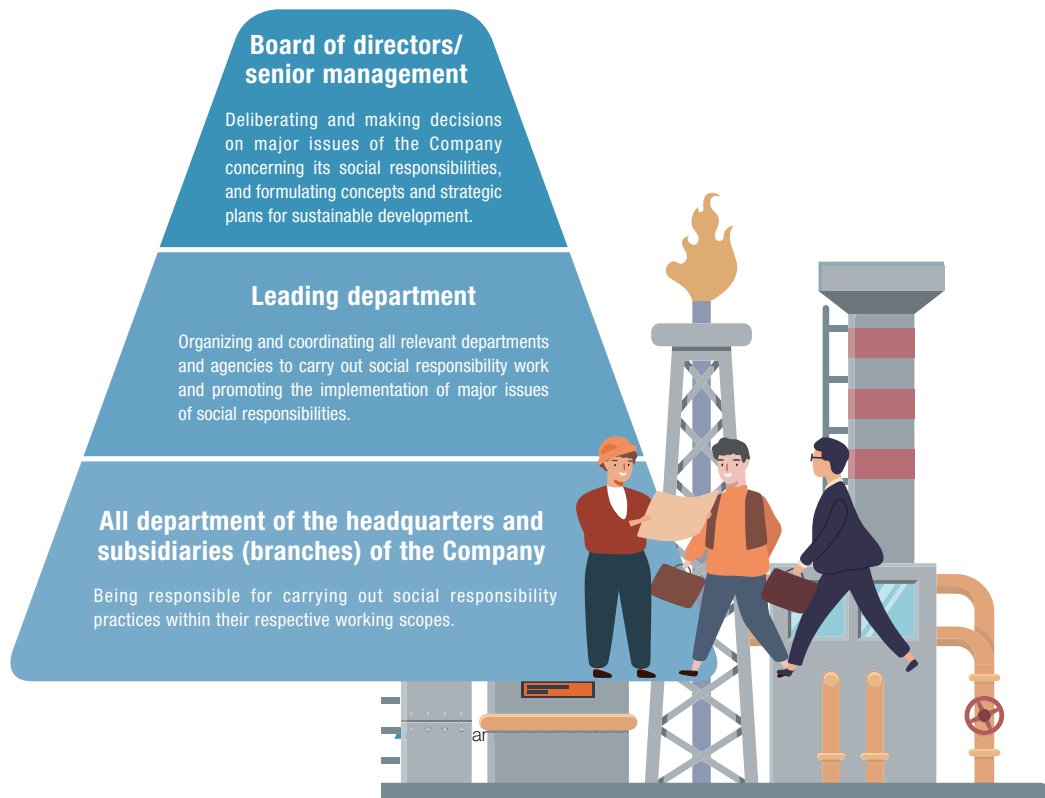 Board of directors/
senior management
Deliberating and making decisions
on major issues of the Company
concerning its social responsibilities,
and formulating concepts and strategic
plans for sustainable development.
Leading department
Organizing and coordinating all relevant departments
and agencies to carry out social responsibility work
and promoting the implementation of major issues
of social responsibilities.
All department of the headquarters and
subsidiaries (branches) of the Company
Being responsible for carrying out social responsibility
practices within their respective working scopes.